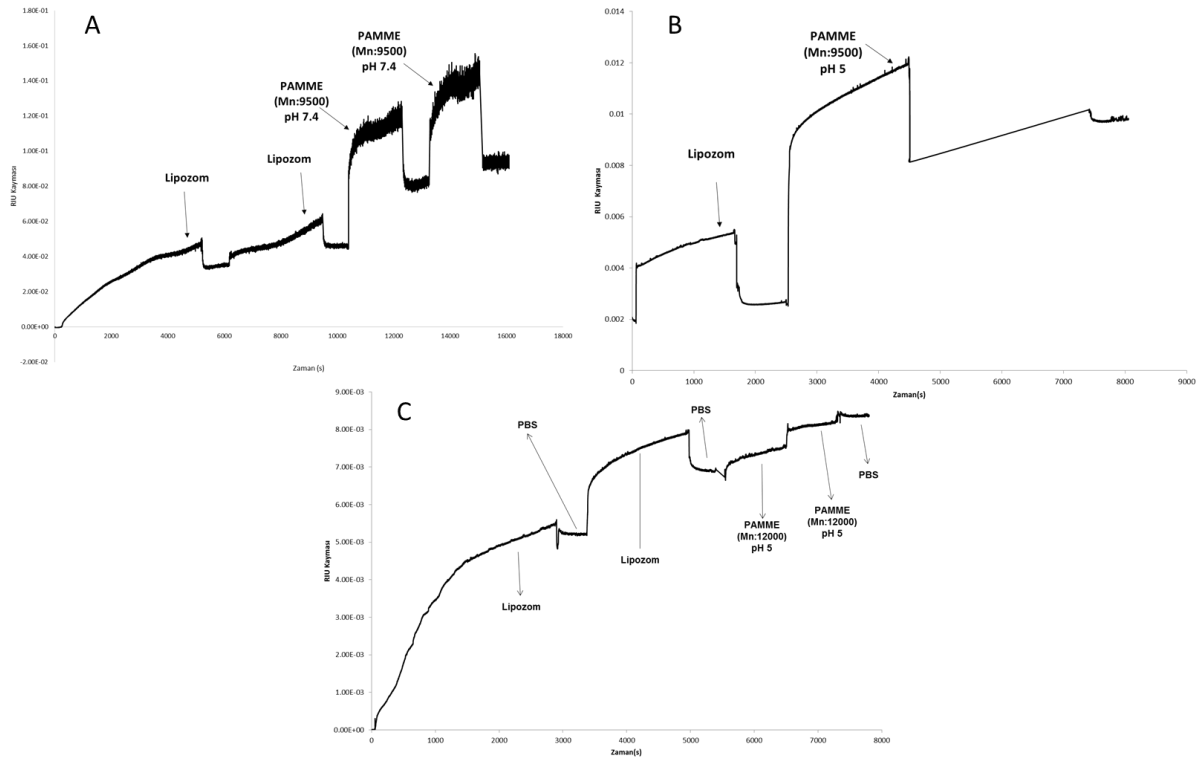 A
1.80E-01
1.60E-01
1.40E-01
1.20E-01
1.00E-01
8.00E-02
6.00E-02
4.00E-02
2.00E-02
0.00E+00
-2.00E-02
RIU Kayması
0 2000 4000 6000 8000 10000 12000 14000 16000 18000
Zaman (s)
Lipozom
Lipozom
PAMME
(Mn:9500)
pH 7.4
PAMME
(Mn:9500)
pH 7.4
B
0.014
0.012
0.01
0.008
0.006
0.004
0.002
0
RIU Kayması
0 1000 2000 3000 4000 5000 6000 7000 8000 9000
Zaman(s)
Lipozom
PAMME
(Mn:9500)
pH 5
C
9.00E-03
8.00E-03
7.00E-03
6.00E-03
5.00E-03
4.00E-03
3.00E-03
2.00E-03
1.00E-03
0.00E+00
RIU Kayması
0 1000 2000 3000 4000 5000 6000 7000 8000
Zaman(s)
Lipozom
PBS
Lipozom
PBS
PAMME
(Mn:12000)
pH 5
PAMME
(Mn:12000)
pH 5
PBS